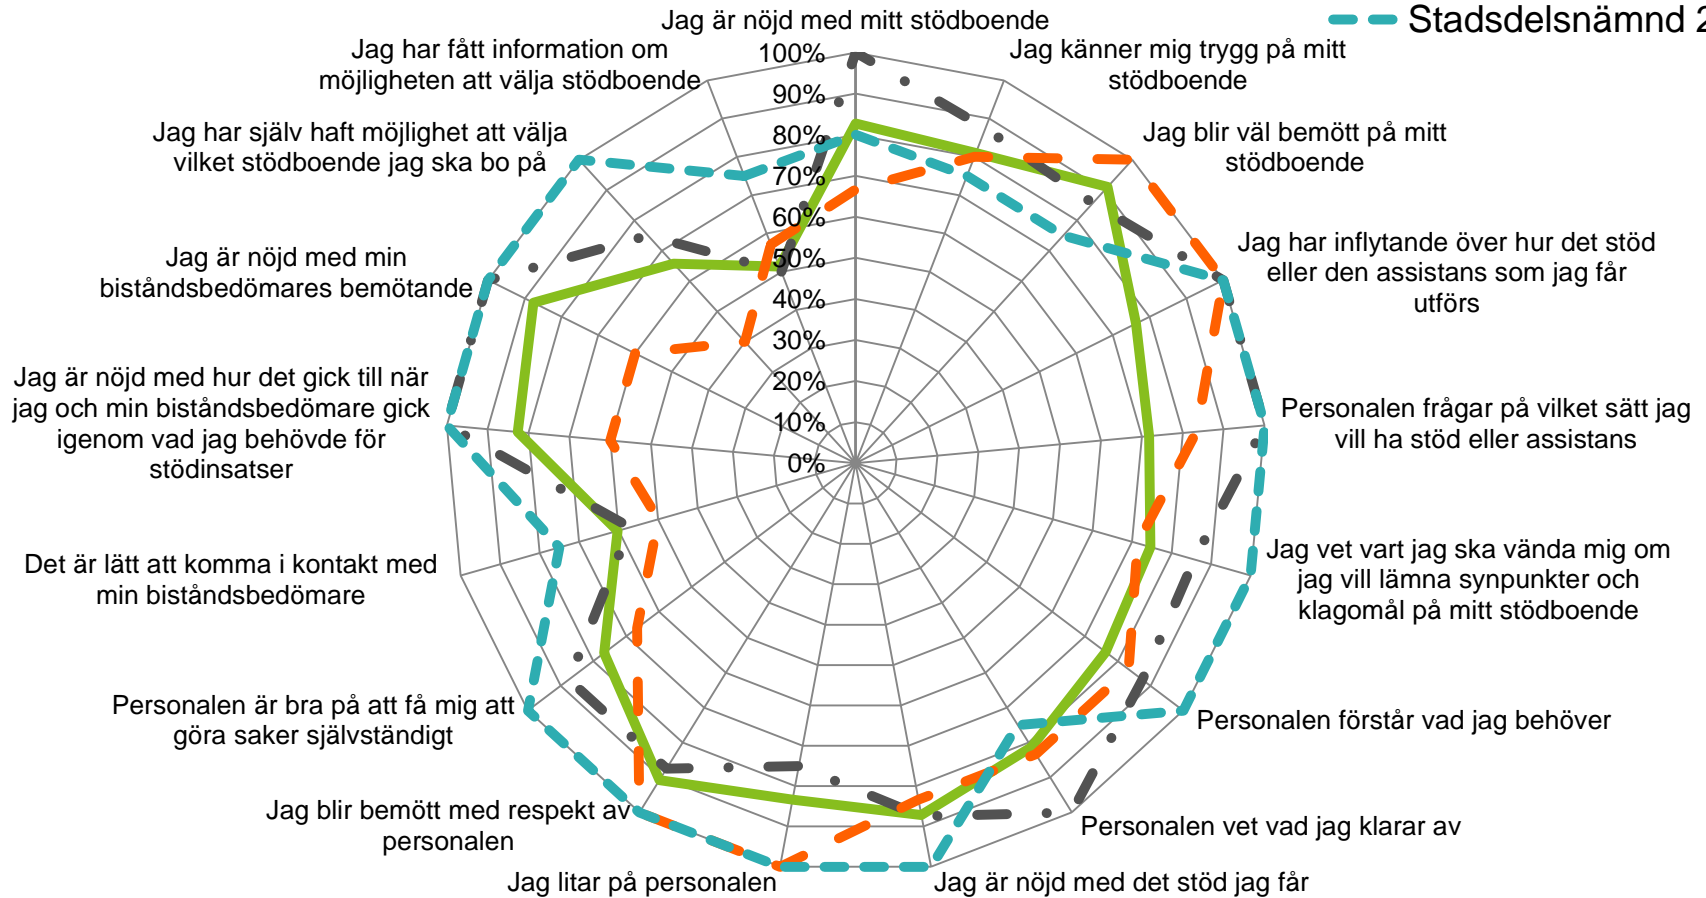 Jag är nöjd med mitt stödboende
Stadsdelsnämnd 2
Jag har fått information om
möjligheten att välja stödboende
Jag känner mig trygg på mitt
stödboende
Jag har själv haft möjlighet att välja
vilket stödboende jag ska bo på
Jag blir väl bemött på mitt
stödboende
Jag är nöjd med min
biståndsbedömares bemötande
Jag har inflytande över hur det stöd
eller den assistans som jag får
utförs
Jag är nöjd med hur det gick till när
jag och min biståndsbedömare gick
igenom vad jag behövde för
stödinsatser
Personalen frågar på vilket sätt jag
vill ha stöd eller assistans
Det är lätt att komma i kontakt med
min biståndsbedömare
Jag vet vart jag ska vända mig om
jag vill lämna synpunkter och
klagomål på mitt stödboende
Personalen är bra på att få mig att
göra saker självständigt
Personalen förstår vad jag behöver
Jag blir bemött med respekt av
personalen
Personalen vet vad jag klarar av
Jag litar på personalen
Jag är nöjd med det stöd jag får
100%
90%
80%
70%
60%
50%
40%
30%
20%
10%
0%